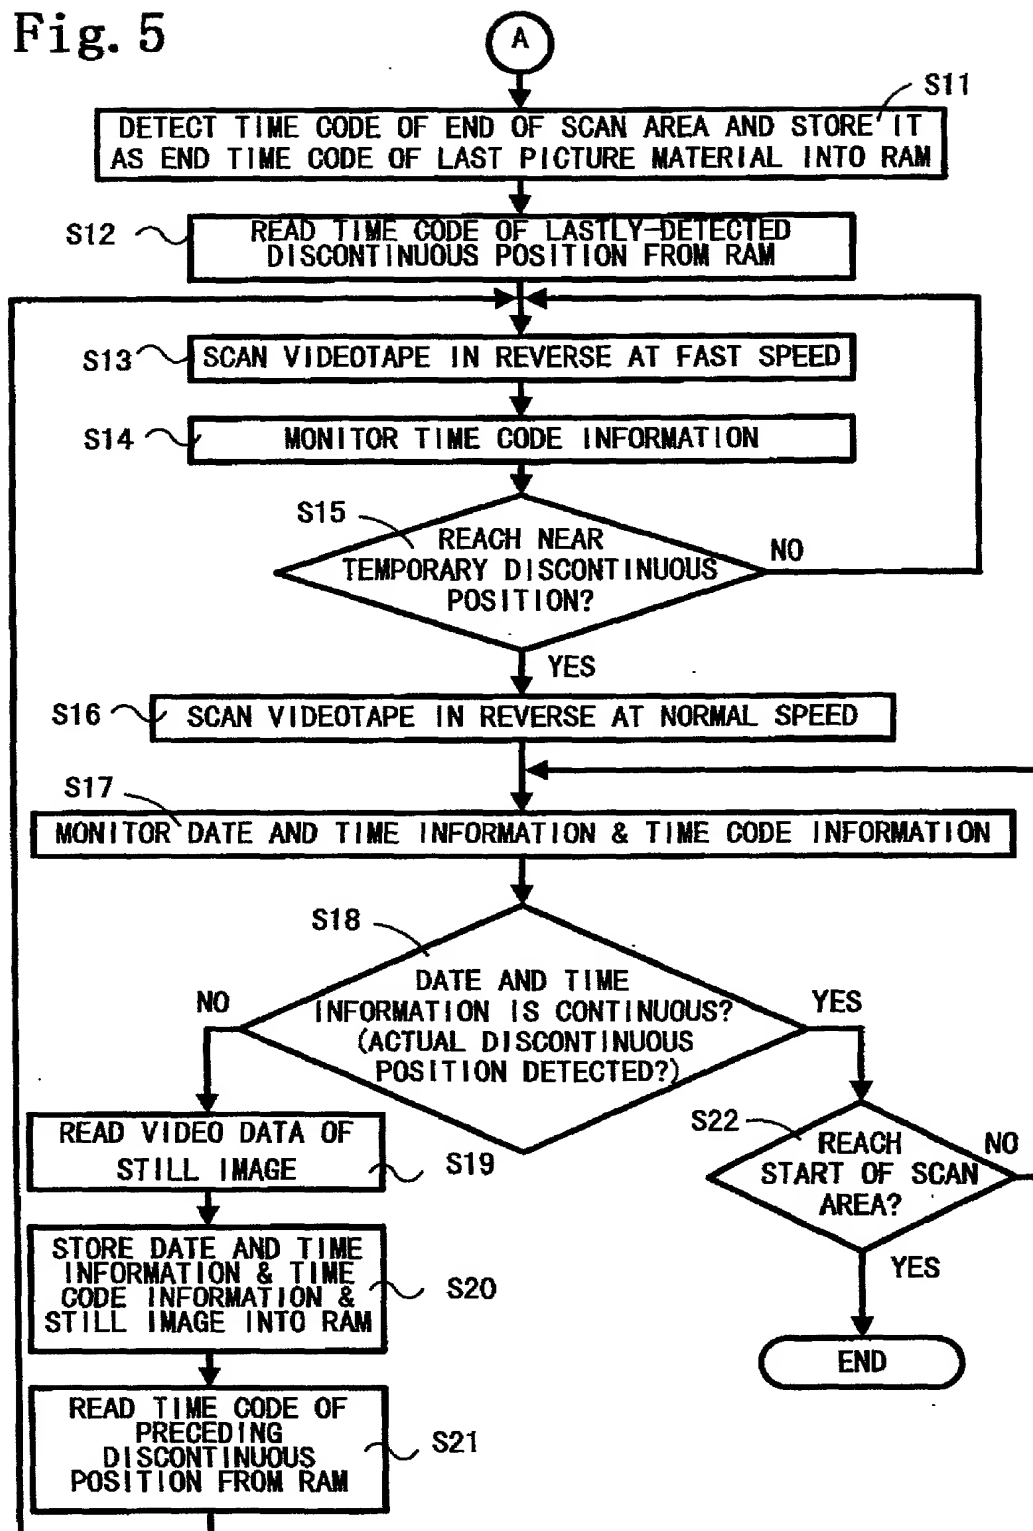 Fig. 5
A
S11
DETECT TIME CODE OF END OF SCAN AREA AND STORE IT
AS END TIME CODE OF LAST PICTURE MATERIAL INTO RAM
S12
READ TIME CODE OF LASTLY-DETECTED
DISCONTINUOUS POSITION FROM RAM
S13
SCAN VIDEOTAPE IN REVERSE AT FAST SPEED
S14
MONITOR TIME CODE INFORMATION
S15
REACH NEAR
TEMPORARY DISCONTINUOUS
POSITION?
NO
YES
S16
SCAN VIDEOTAPE IN REVERSE AT NORMAL SPEED
S17
MONITOR DATE AND TIME INFORMATION & TIME CODE INFORMATION
S18
DATE AND TIME
INFORMATION IS CONTINUOUS?
(ACTUAL DISCONTINUOUS
POSITION DETECTED?)
NO
YES
READ VIDEO DATA OF
STILL IMAGE
S19
S22
REACH
START OF SCAN
AREA?
NO
YES
STORE DATE AND TIME
INFORMATION & TIME
CODE INFORMATION &
STILL IMAGE INTO RAM
S20
END
READ TIME CODE OF
PRECEDING
DISCONTINUOUS
POSITION FROM RAM
S21